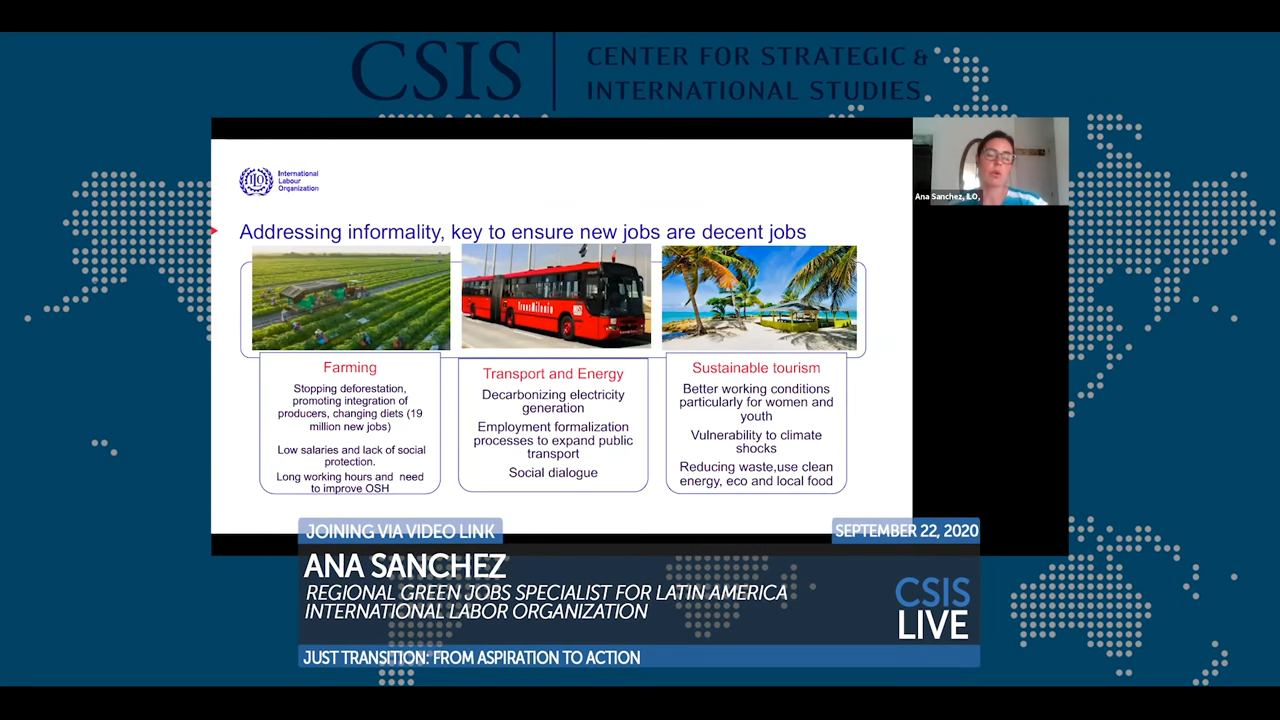 CSIS
CENTER FOR STRATEGIC &
INTERNATIONAL STUDIES
International
Labour
Organization
Ana Sanchez, ILO,
Addressing informality, key to ensure new jobs are decent jobs
TransMilenio
Farming
Stopping deforestation,
promoting integration of
producers, changing diets (19
million new jobs)
Low salaries and lack of social
protection.
Long working hours and need
to improve OSH
Transport and Energy
Decarbonizing electricity
generation
Employment formalization
processes to expand public
transport
Social dialogue
Sustainable tourism
Better working conditions
particularly for women and
youth
Vulnerability to climate
shocks
Reducing waste,use clean
energy, eco and local food
JOINING VIA VIDEO LINK
SEPTEMBER 22, 2020
ANA SANCHEZ
REGIONAL GREEN JOBS SPECIALIST FOR LATIN AMERICA
INTERNATIONAL LABOR ORGANIZATION
CSIS
LIVE
JUST TRANSITION: FROM ASPIRATION TO ACTION